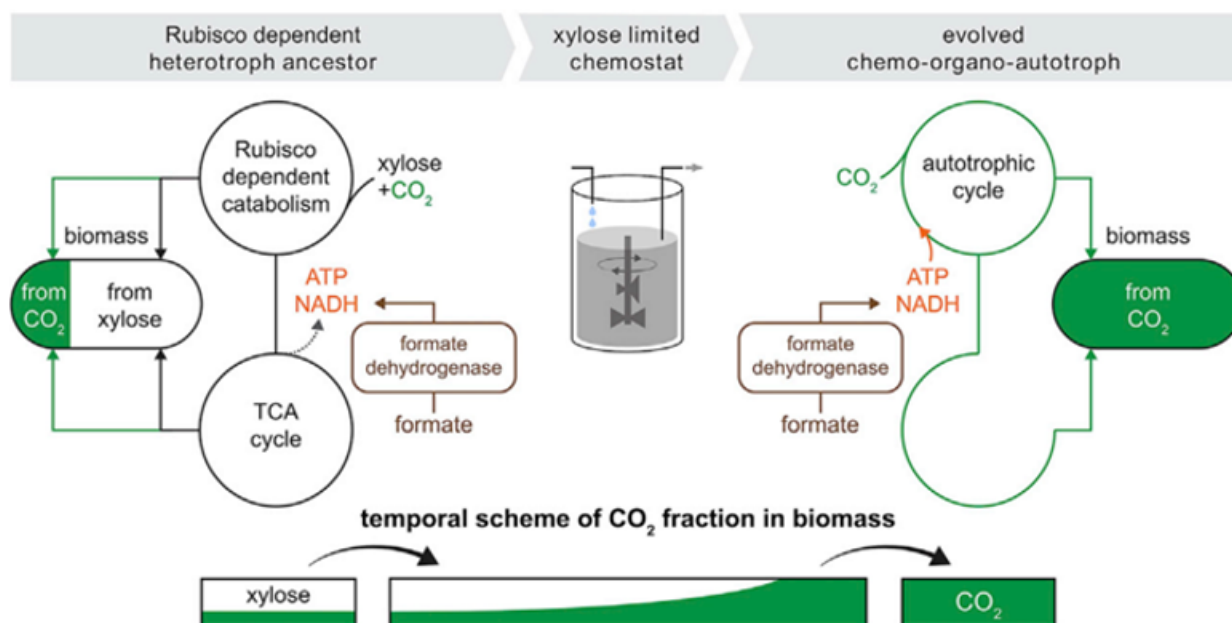 Rubisco dependent
heterotroph ancestor
xylose limited
chemostat
evolved
chemo-organo-autotroph
Rubisco
dependent
catabolism
xylose
+CO₂
biomass
from
CO₂
from
xylose
ATP
NADH
formate
dehydrogenase
formate
TCA
cycle
CO₂
autotrophic
cycle
ATP
NADH
formate
dehydrogenase
formate
biomass
from
CO₂
temporal scheme of CO₂ fraction in biomass
xylose
CO₂